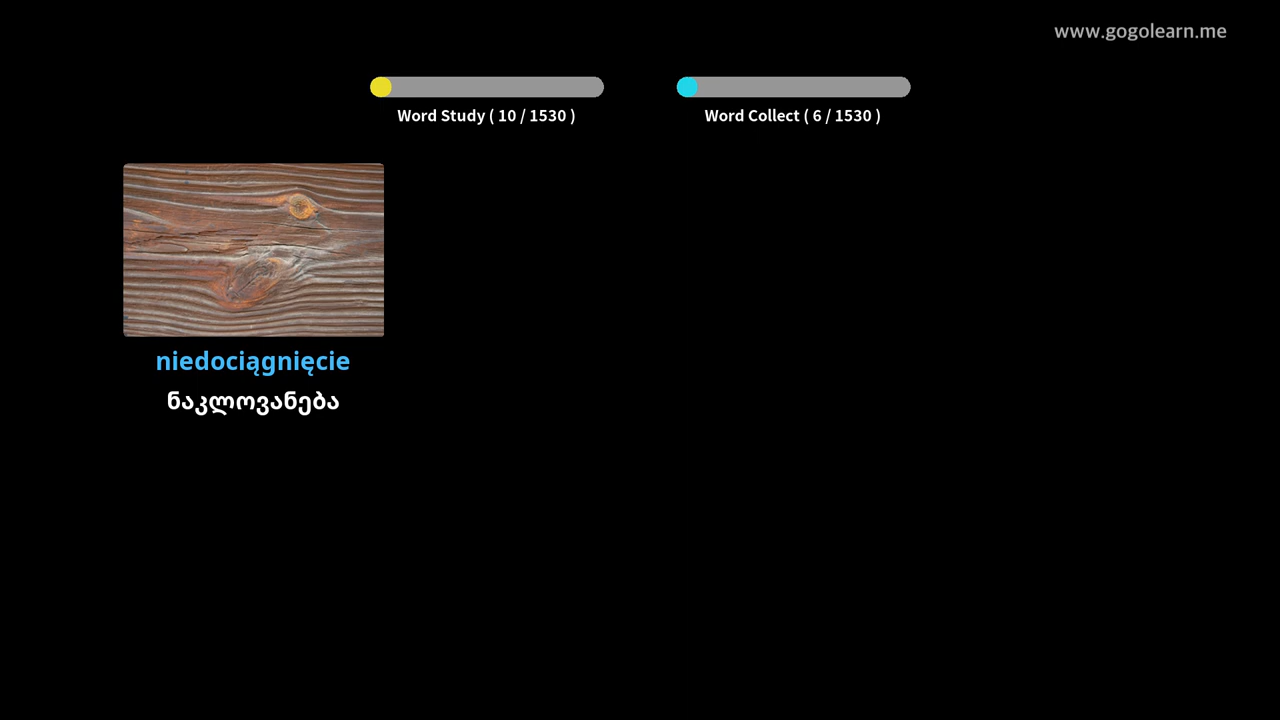 www.gogolearn.me
Word Study ( 10 / 1530 )
Word Collect ( 6 / 1530 )
niedociągnięcie
ნაკლოვანება